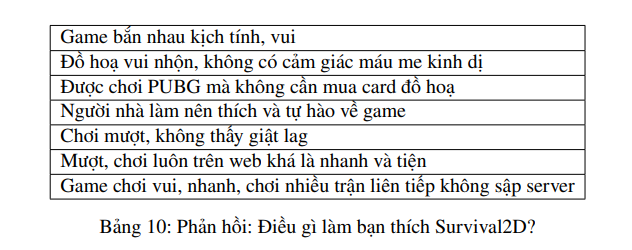 Game bắn nhau kịch tính, vui
Đồ hoạ vui nhộn, không có cảm giác máu me kinh dị
Được chơi PUBG mà không cần mua card đồ hoạ
Người nhà làm nên thích và tự hào về game
Chơi mượt, không thấy giật lag
Mượt, chơi luôn trên web khá là nhanh và tiện
Game chơi vui, nhanh, chơi nhiều trận liên tiếp không sập server
Bảng 10: Phản hồi: Điều gì làm bạn thích Survival2D?